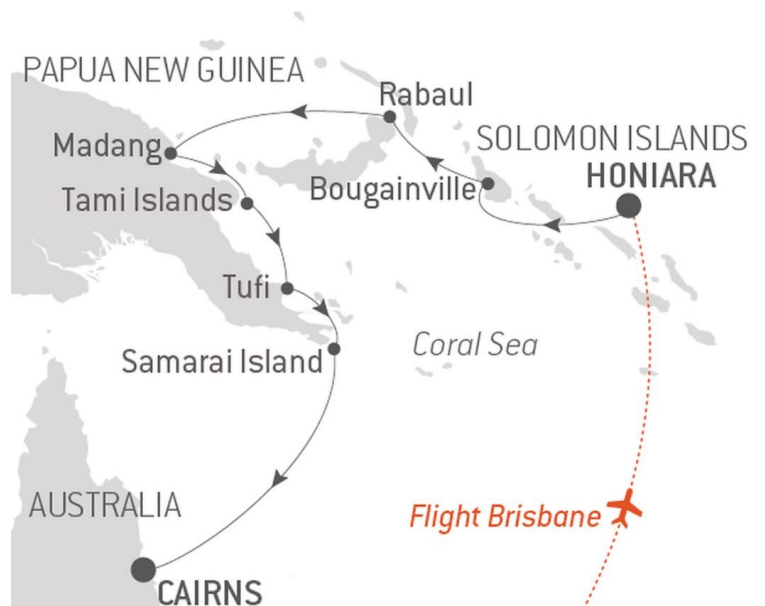 PAPUA NEW GUINEA
Rabaul
Madang
SOLOMON ISLANDS
HONIARA
Bougainville
Tami Islands
Tufi
Samarai Island
Coral Sea
AUSTRALIA
Flight Brisbane
CAIRNS